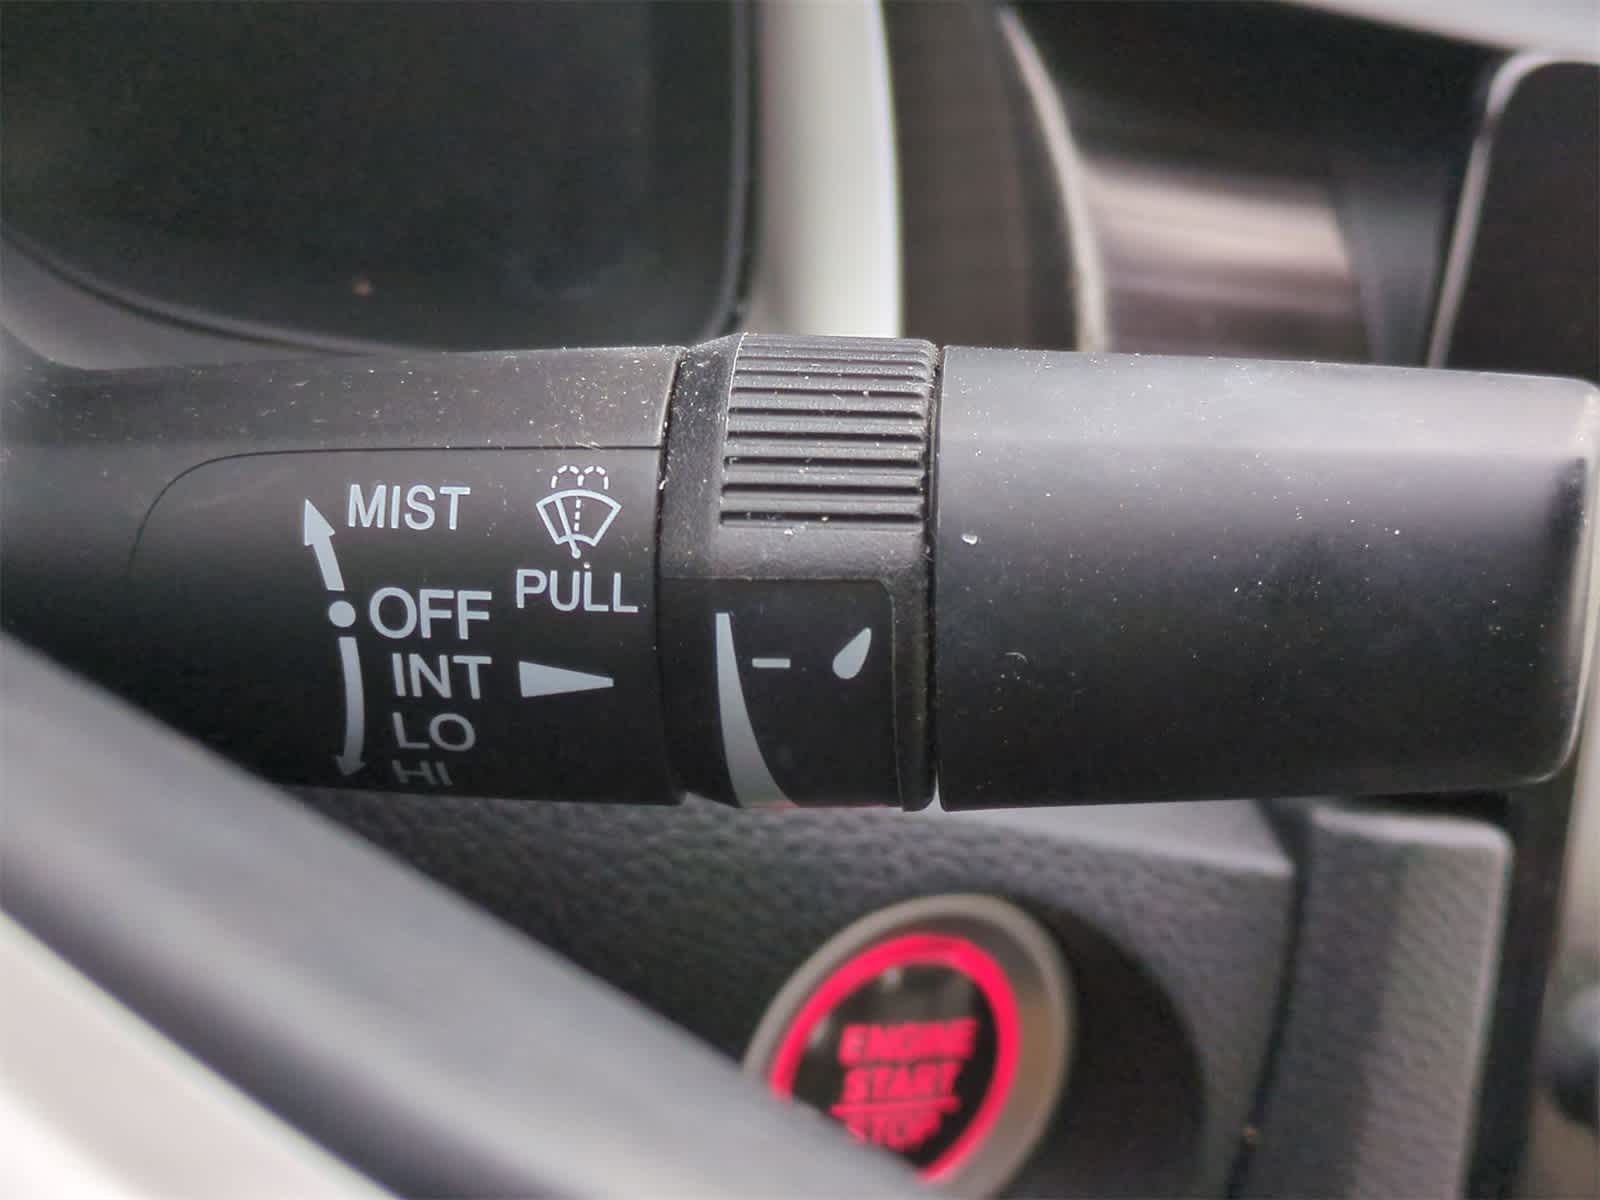 MIST
OFF
PULL
INT
LO
HI
ENGINE
START
STOP